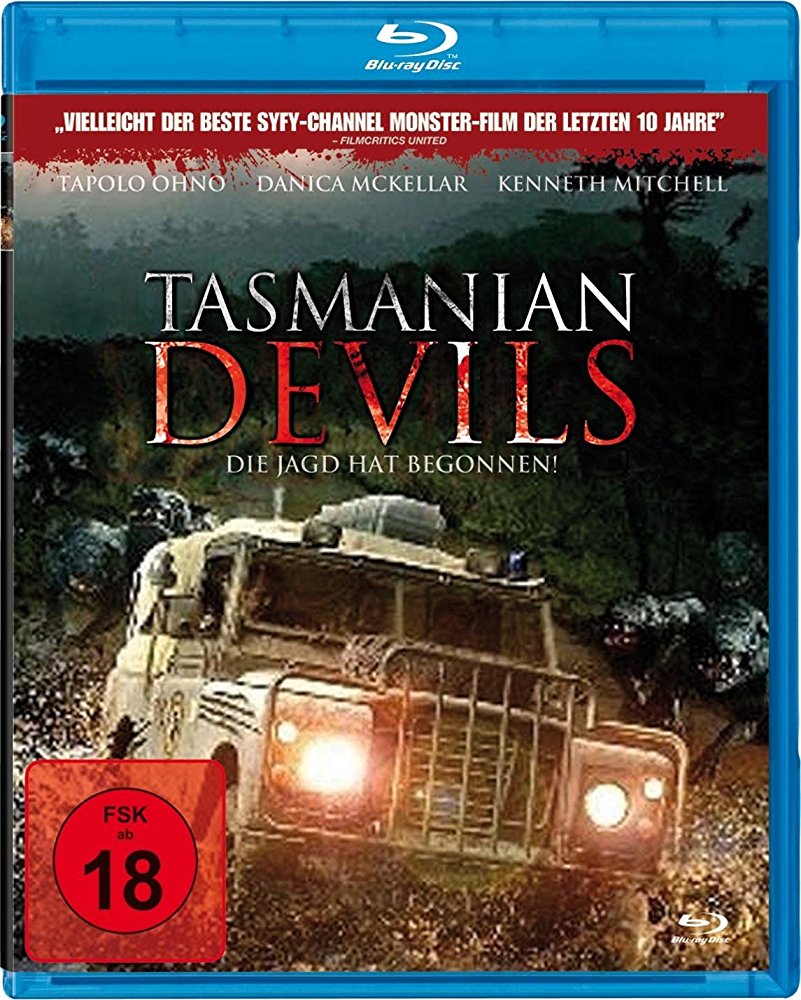 Blu-ray Disc™
„VIELLEICHT DER BESTE SYFY-CHANNEL MONSTER-FILM DER LETZTEN 10 JAHRE”
– FILMCRITICS UNITED
TAPOLO OHNO DANICA MCKELLAR KENNETH MITCHELL
TASMANIAN
DEVILS
DIE JAGD HAT BEGONNEN!
FSK
ab
18
Blu-ray Disc